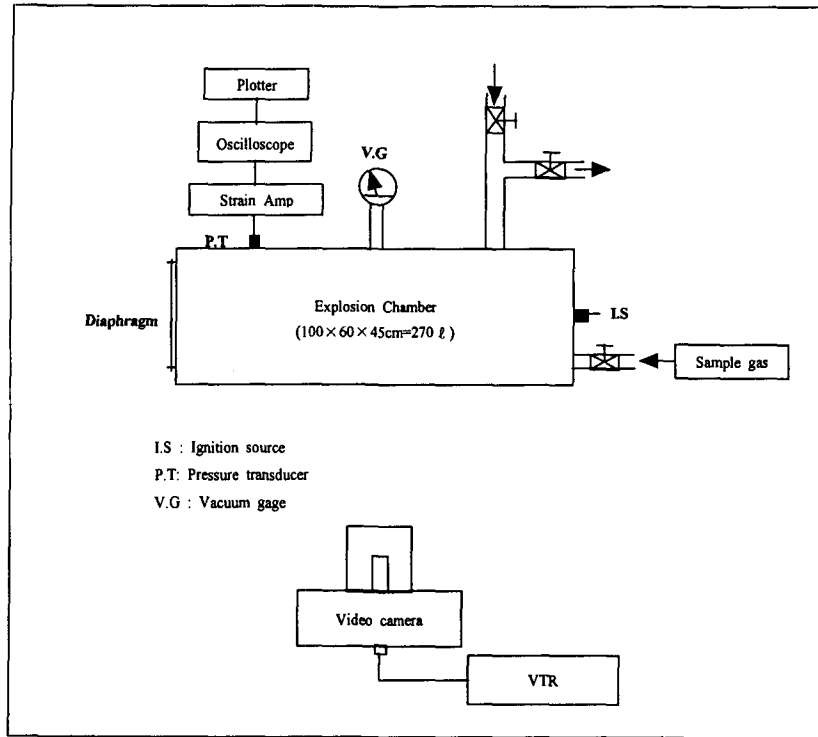 Plotter
Oscilloscope
V.G
Strain Amp
P.T
Diaphragm
Explosion Chamber
(100×60×45cm=270 ℓ)
I.S
Sample gas
I.S : Ignition source
P.T: Pressure transducer
V.G : Vacuum gage
Video camera
VTR